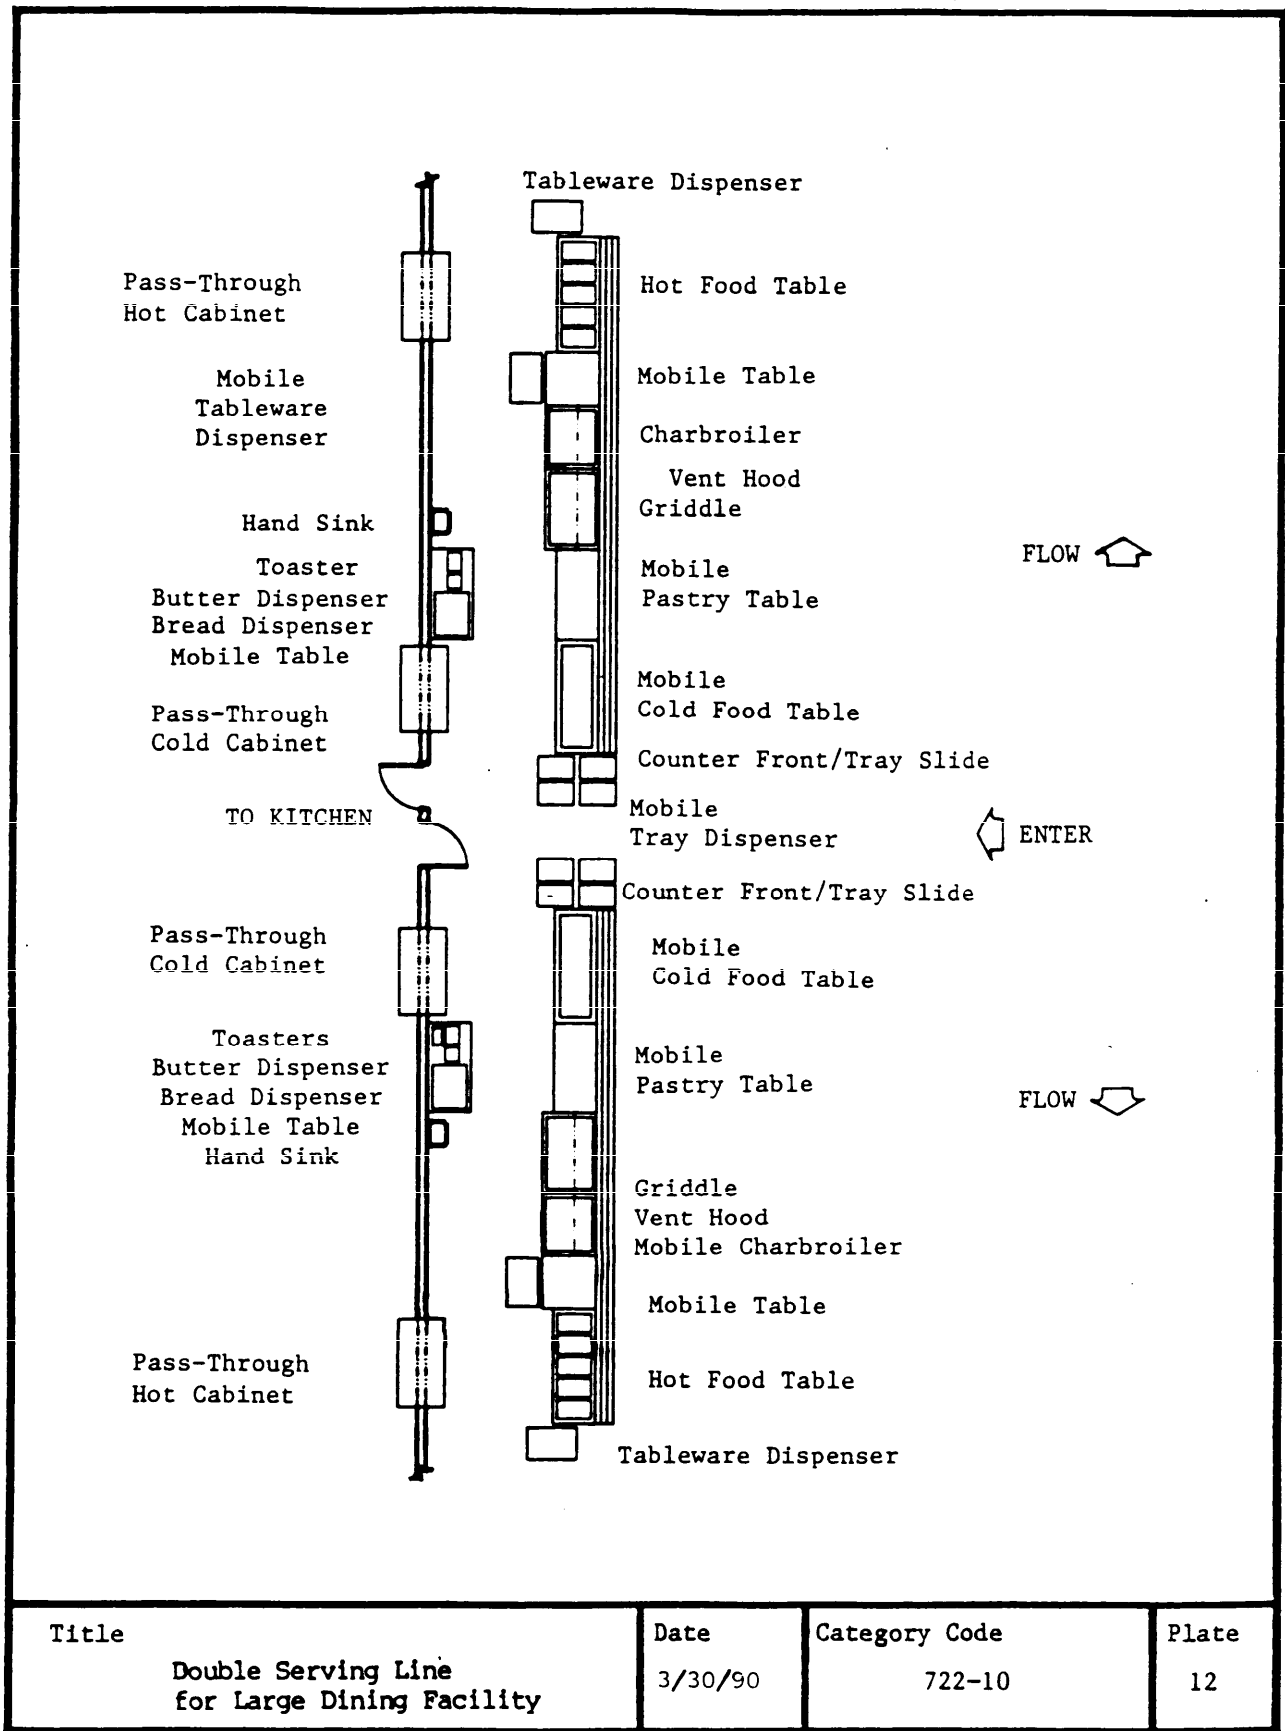 Tableware Dispenser
Pass-Through
Hot Cabinet
Hot Food Table
Mobile
Tableware
Dispenser
Mobile Table
Charbroiler
Vent Hood
Griddle
Hand Sink
Toaster
Butter Dispenser
Bread Dispenser
Mobile Table
FLOW
Mobile
Pastry Table
Pass-Through
Cold Cabinet
Mobile
Cold Food Table
Counter Front/Tray Slide
TO KITCHEN
Mobile
Tray Dispenser
ENTER
Counter Front/Tray Slide
Pass-Through
Cold Cabinet
Mobile
Cold Food Table
Toasters
Butter Dispenser
Bread Dispenser
Mobile Table
Hand Sink
Mobile
Pastry Table
FLOW
Griddle
Vent Hood
Mobile Charbroiler
Mobile Table
Pass-Through
Hot Cabinet
Hot Food Table
Tableware Dispenser
Title
Double Serving Line
for Large Dining Facility
Date
3/30/90
Category Code
722-10
Plate
12